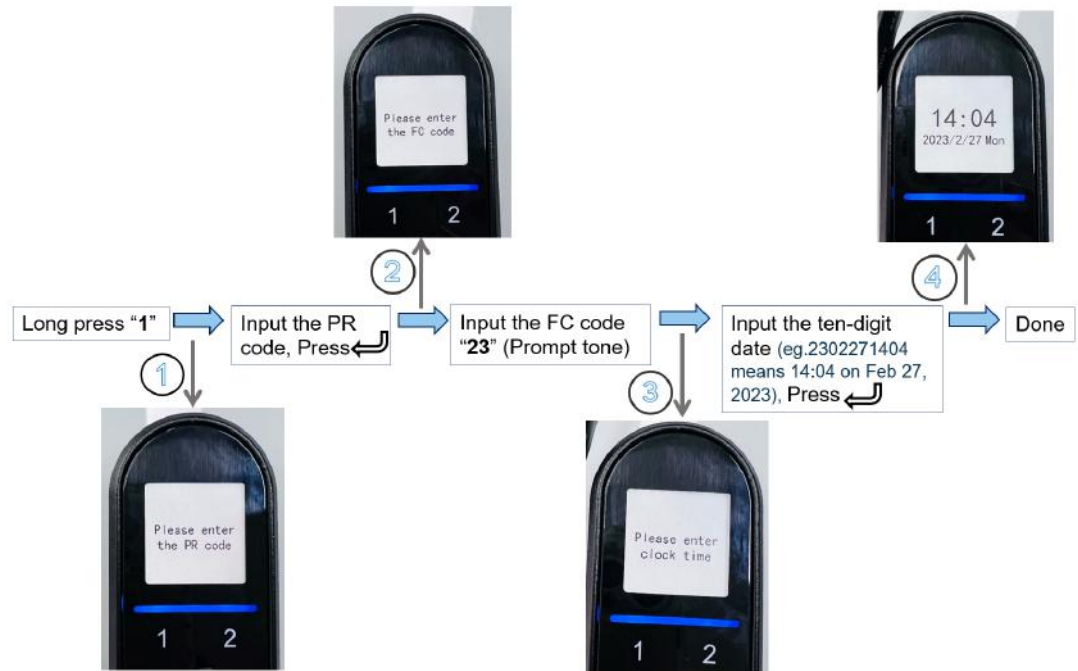 Please enter
the FC code
1 2
14:04
2023/2/27 Mon
1 2
2
4
Long press “1”
Input the PR
code, Press
Input the FC code
“23” (Prompt tone)
Input the ten-digit
date (eg.2302271404
means 14:04 on Feb 27,
2023), Press
Done
1
3
Please enter
the PR code
1 2
Please enter
clock time
1 2